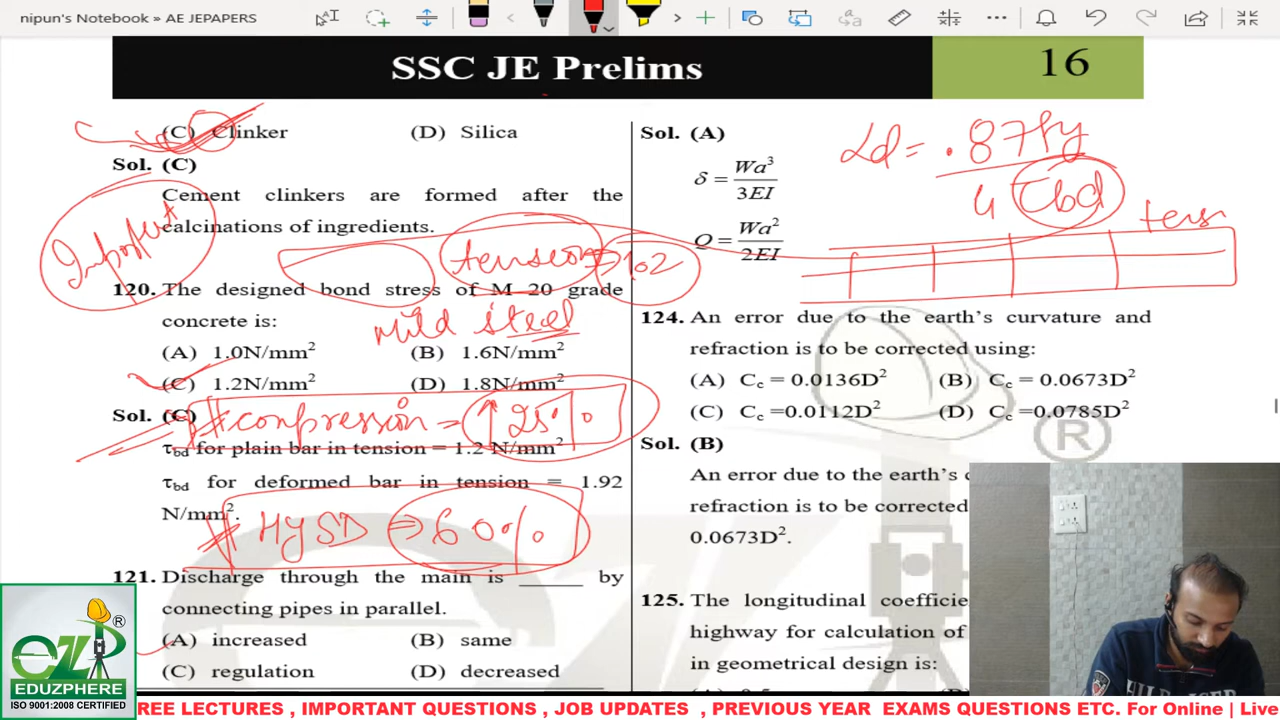 nipun's Notebook » AE JEPAPERS
SSC JE Prelims
16
(C) Clinker
(D) Silica
Sol. (C)
Cement clinkers are formed after the
calcinations of ingredients.
Important
tension → 1.2
120. The designed bond stress of M 20 grade
concrete is:
mild steel
(A) 1.0N/mm²
(B) 1.6N/mm²
(C) 1.2N/mm²
(D) 1.8N/mm²
Sol. (C)
# compression = ↑ 25%
τbd for plain bar in tension = 1.2 N/mm²
τbd for deformed bar in tension = 1.92
N/mm².
# HYSD ⇒ 60%
121. Discharge through the main is ______ by
connecting pipes in parallel.
(A) increased
(B) same
(C) regulation
(D) decreased
Sol. (A)
δ = Wa³/3EI
Q = Wa²/2EI
Ld = .87fy
4 τbd
tens
124. An error due to the earth's curvature and
refraction is to be corrected using:
(A) Cc = 0.0136D²
(B) Cc = 0.0673D²
(C) Cc =0.0112D²
(D) Cc =0.0785D²
Sol. (B)
An error due to the earth's c
refraction is to be corrected
0.0673D².
125. The longitudinal coefficie
highway for calculation of
in geometrical design is:
®
EZP
EDUZPHERE
ISO 9001:2008 CERTIFIED
REE LECTURES , IMPORTANT QUESTIONS , JOB UPDATES , PREVIOUS YEAR EXAMS QUESTIONS ETC. For Online | Live